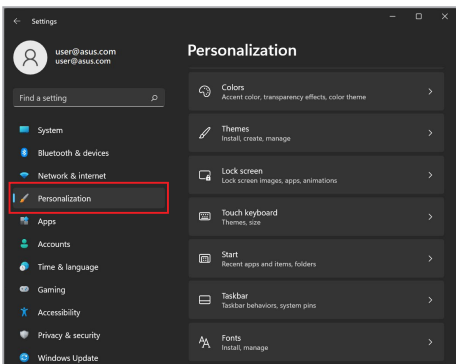 Settings
user@asus.com
user@asus.com
Find a setting
System
Bluetooth & devices
Network & internet
Personalization
Apps
Accounts
Time & language
Gaming
Accessibility
Privacy & security
Windows Update
Personalization
Colors
Accent color, transparency effects, color theme
Themes
Install, create, manage
Lock screen
Lock screen images, apps, animations
Touch keyboard
Themes, size
Start
Recent apps and items, folders
Taskbar
Taskbar behaviors, system pins
Fonts
Install, manage